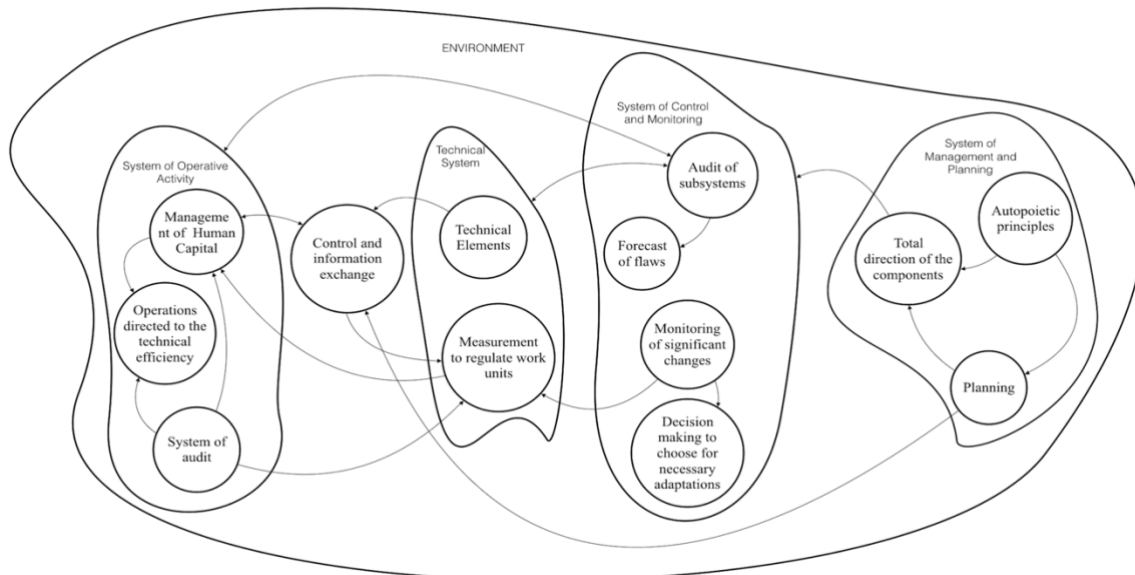 ENVIRONMENT
System of Operative
Activity
Manageme
nt of  Human
Capital
Operations
directed to the
technical
efficiency
System of
audit
Control and
information
exchange
Technical
System
Technical
Elements
Measurement
to regulate work
units
System of Control
and Monitoring
Audit of
subsystems
Forecast
of flaws
Monitoring
of significant
changes
Decision
making to
choose for
necessary
adaptations
System of
Management and
Planning
Autopoietic
principles
Total
direction of the
components
Planning